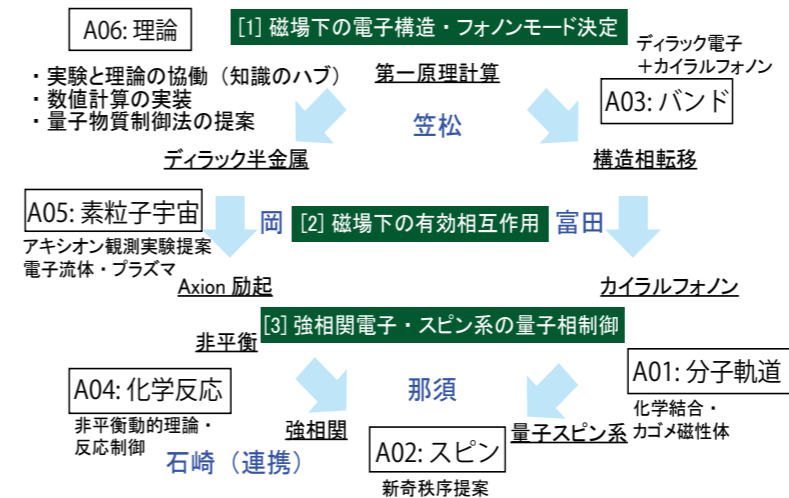 A06: 理論
[1] 磁場下の電子構造・フォノンモード決定
・実験と理論の協働（知識のハブ）
・数値計算の実装
・量子物質制御法の提案
第一原理計算
ディラック電子
＋カイラルフォノン
A03: バンド
笠松
ディラック半金属
構造相転移
A05: 素粒子宇宙
アキシオン観測実験提案
電子流体・プラズマ
岡
[2] 磁場下の有効相互作用
富田
Axion 励起
カイラルフォノン
[3] 強相関電子・スピン系の量子相制御
非平衡
A04: 化学反応
非平衡動的理論・
反応制御
那須
A01: 分子軌道
化学結合・
カゴメ磁性体
強相関
量子スピン系
石崎（連携）
A02: スピン
新奇秩序提案